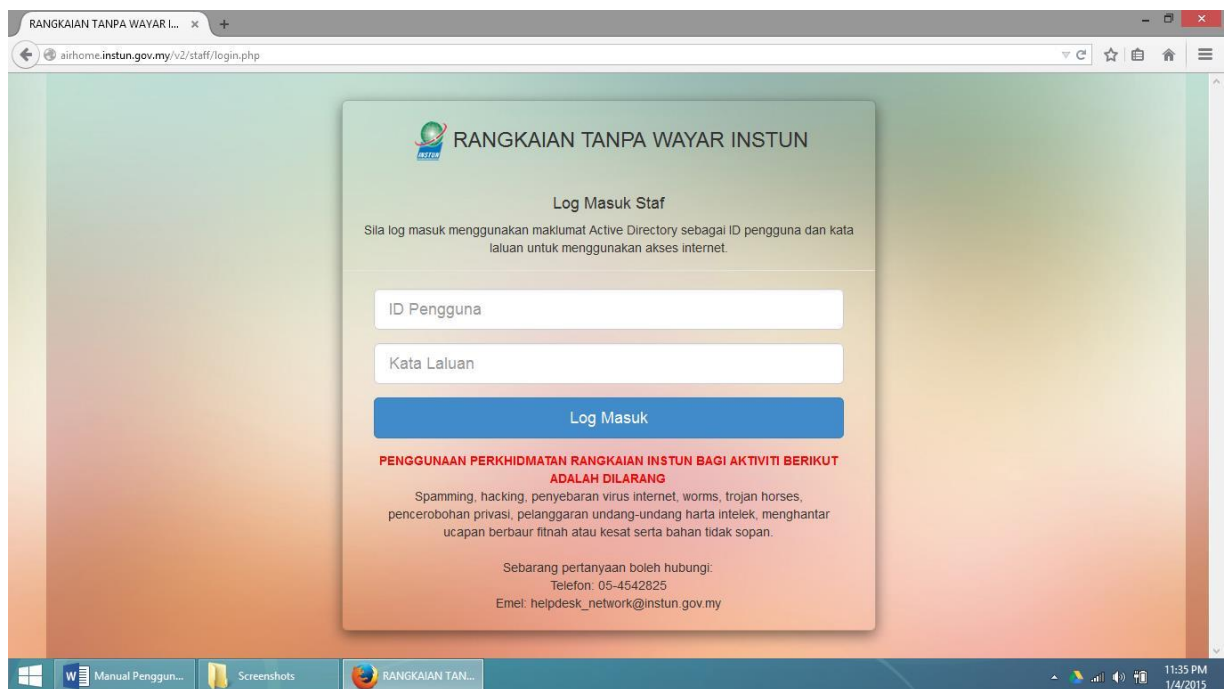 RANGKAIAN TANPA WAYAR I...
airhome.instun.gov.my/v2/staff/login.php
INSTUN
RANGKAIAN TANPA WAYAR INSTUN
Log Masuk Staf
Sila log masuk menggunakan maklumat Active Directory sebagai ID pengguna dan kata
laluan untuk menggunakan akses internet.
ID Pengguna
Kata Laluan
Log Masuk
PENGGUNAAN PERKHIDMATAN RANGKAIAN INSTUN BAGI AKTIVITI BERIKUT
ADALAH DILARANG
Spamming, hacking, penyebaran virus internet, worms, trojan horses,
pencerobohan privasi, pelanggaran undang-undang harta intelek, menghantar
ucapan berbaur fitnah atau kesat serta bahan tidak sopan.
Sebarang pertanyaan boleh hubungi:
Telefon: 05-4542825
Emel: helpdesk_network@instun.gov.my
Manual Penggun...
Screenshots
RANGKAIAN TAN...
11:35 PM
1/4/2015